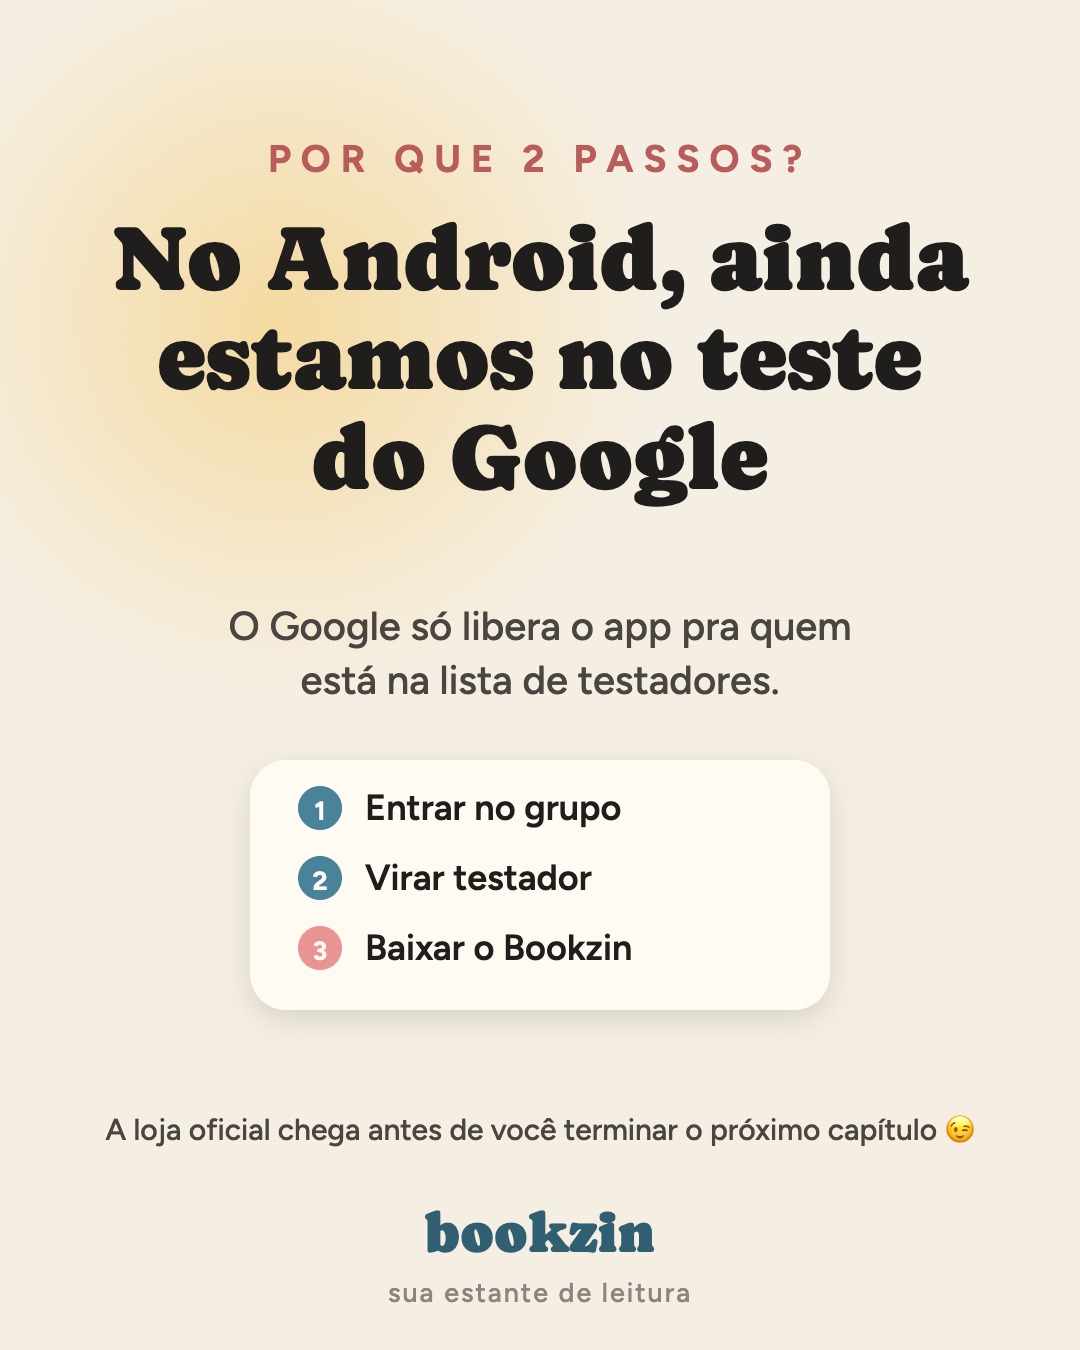 POR QUE 2 PASSOS?
No Android, ainda
estamos no teste
do Google
O Google só libera o app pra quem
está na lista de testadores.
1 Entrar no grupo
2 Virar testador
3 Baixar o Bookzin
A loja oficial chega antes de você terminar o próximo capítulo 😉
bookzin
sua estante de leitura